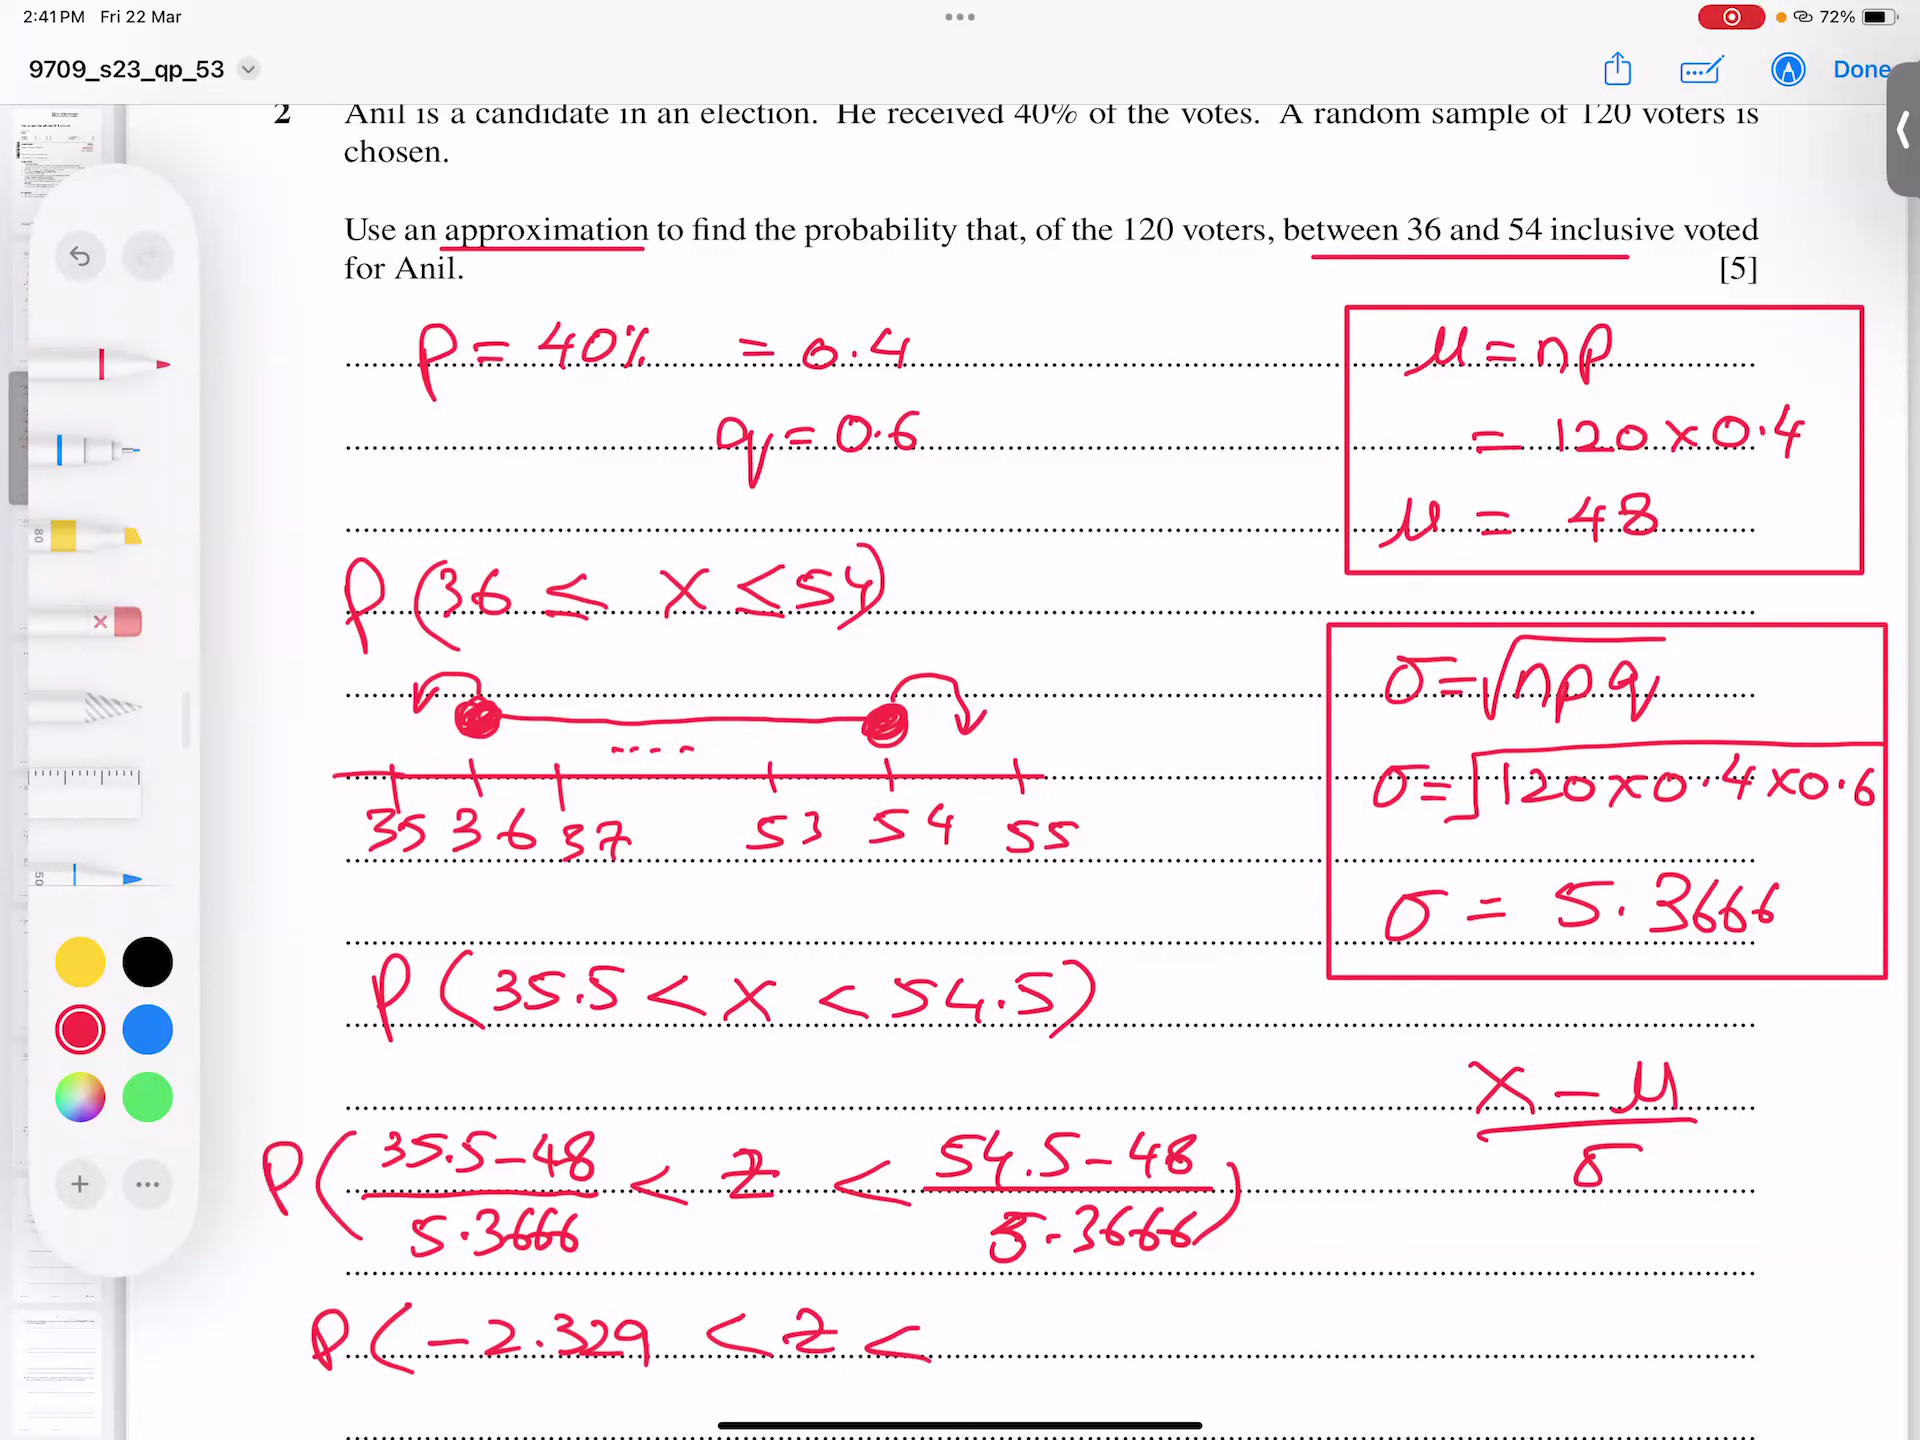 2:41 PM Fri 22 Mar
72%
9709_s23_qp_53
Done
2 Anil is a candidate in an election. He received 40% of the votes. A random sample of 120 voters is
chosen.
Use an approximation to find the probability that, of the 120 voters, between 36 and 54 inclusive voted
for Anil. [5]
p = 40% = 0.4
q = 0.6
μ = np
= 120 × 0.4
μ = 48
P(36 ≤ x ≤ 54)
....
35 36 37 53 54 55
σ = √npq
σ = √120×0.4×0.6
σ = 5.3666
P(35.5 < x < 54.5)
x − μ
σ
P(35.5−48/5.3666 < z < 54.5−48/5.3666)
P(−2.329 < z <
80
50